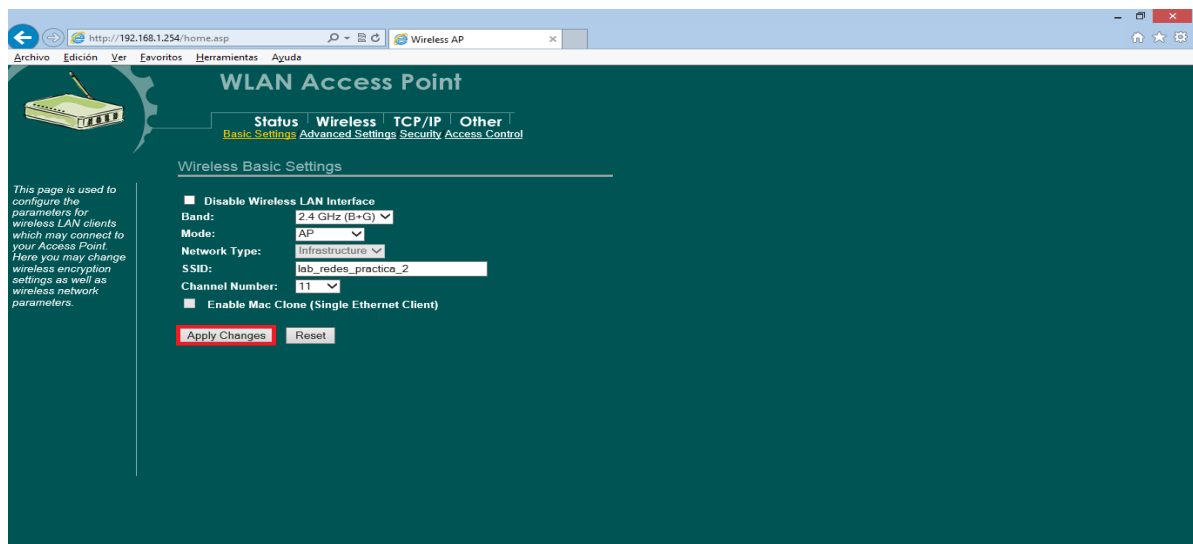 http://192.168.1.254/home.asp
Wireless AP
Archivo Edición Ver Favoritos Herramientas Ayuda
WLAN Access Point
Status Wireless TCP/IP Other
Basic Settings Advanced Settings Security Access Control
Wireless Basic Settings
This page is used to
configure the
parameters for
wireless LAN clients
which may connect to
your Access Point.
Here you may change
wireless encryption
settings as well as
wireless network
parameters.
Disable Wireless LAN Interface
Band: 2.4 GHz (B+G)
Mode: AP
Network Type: Infrastructure
SSID: lab_redes_practica_2
Channel Number: 11
Enable Mac Clone (Single Ethernet Client)
Apply Changes Reset